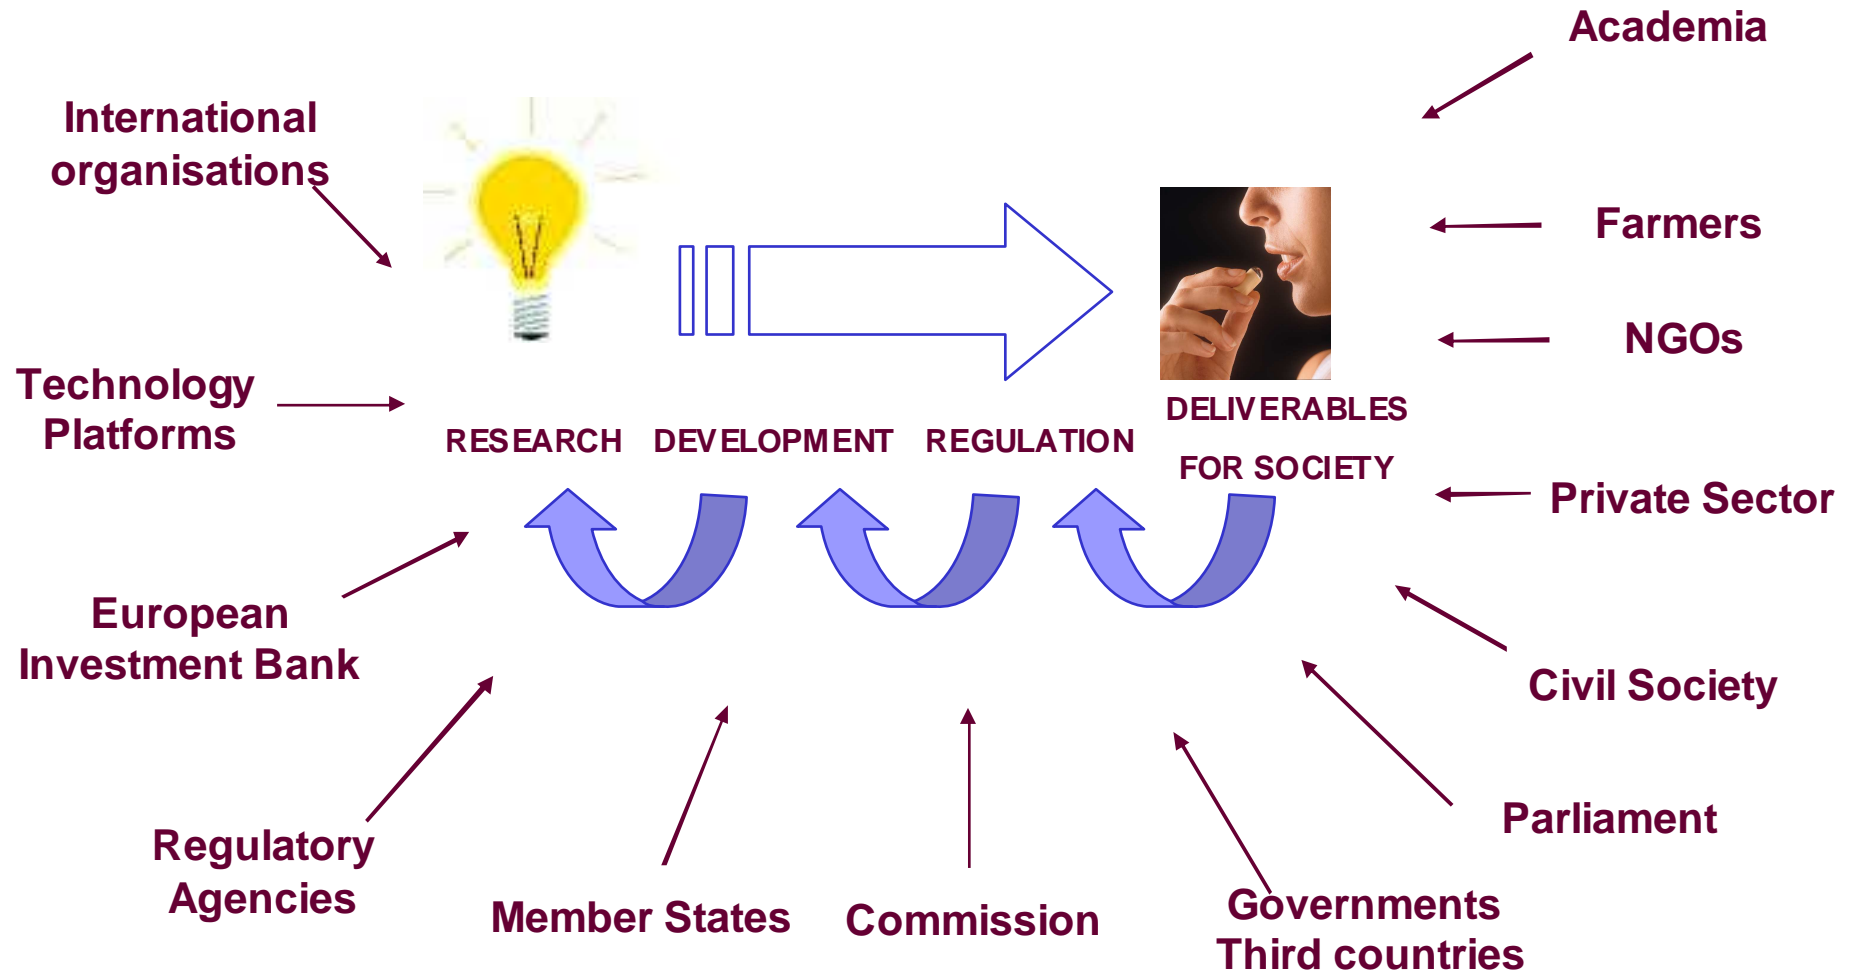 Academia
International
organisations
Farmers
NGOs
Technology
Platforms
DELIVERABLES
FOR SOCIETY
RESEARCH
DEVELOPMENT
REGULATION
Private Sector
European
Investment Bank
Civil Society
Parliament
Regulatory
Agencies
Member States
Commission
Governments
Third countries